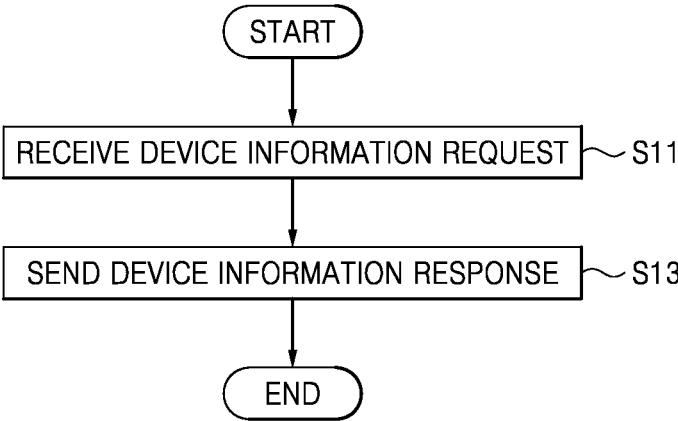 START
RECEIVE DEVICE INFORMATION REQUEST S11
SEND DEVICE INFORMATION RESPONSE S13
END